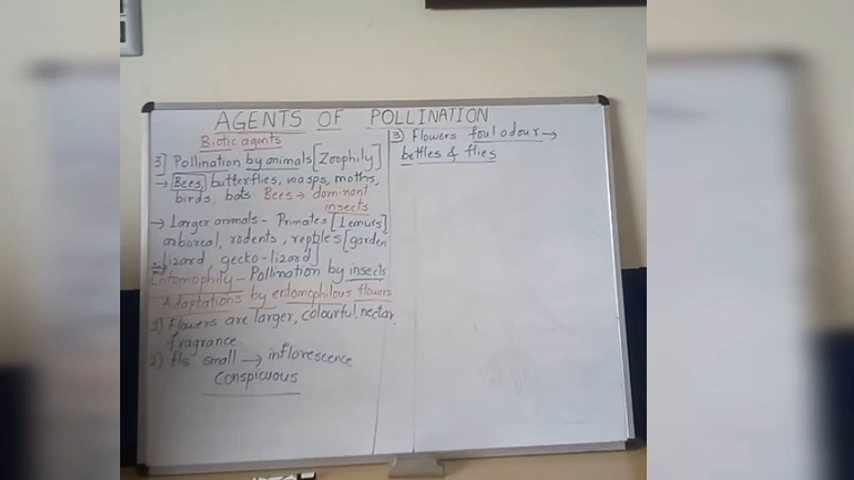 AGENTS OF POLLINATION
Biotic agents
3] Pollination by animals [Zoophily]
→ Bees, butterflies, wasps, moths,
birds, bats Bees → dominant
insects
→ Larger animals - Primates [Lemurs]
arboreal, rodents, reptiles [garden
lizard, gecko-lizard]
Entomophily - Pollination by insects
Adaptations by entomophilous flowers
1) Flowers are larger, colourful, nectar,
fragrance
2) Fls small → inflorescence
Conspicuous
3) Flowers foul odour →
bettles & flies